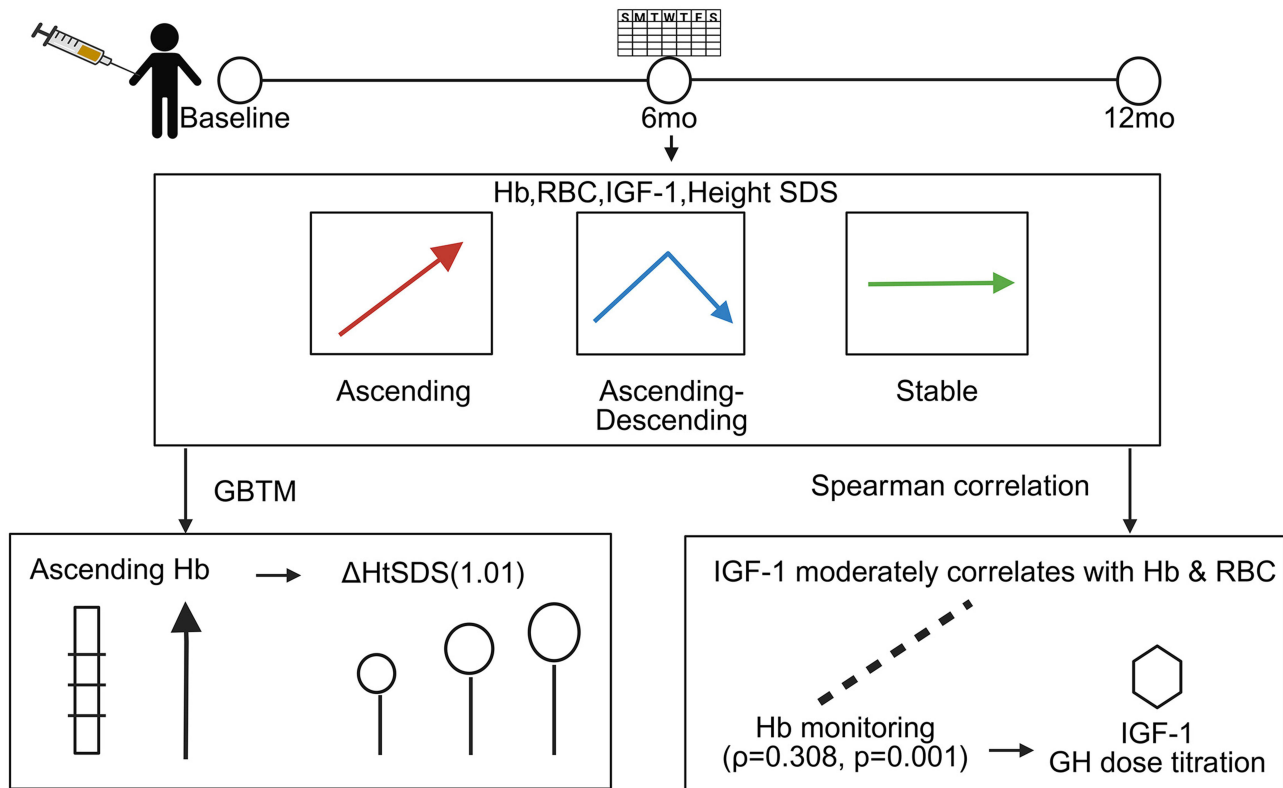 S M T W T F S
Baseline
6mo
12mo
Hb,RBC,IGF-1,Height SDS
Ascending
Ascending-
Descending
Stable
GBTM
Spearman correlation
Ascending Hb
ΔHtSDS(1.01)
IGF-1 moderately correlates with Hb & RBC
Hb monitoring
(ρ=0.308, p=0.001)
IGF-1
GH dose titration